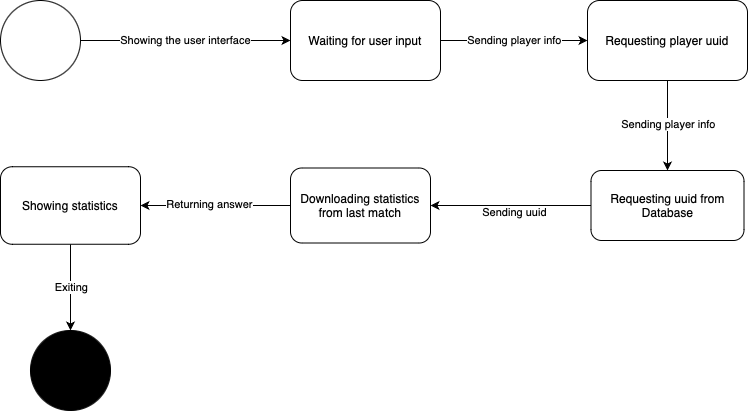 Showing the user interface
Waiting for user input
Sending player info
Requesting player uuid
Sending player info
Requesting uuid from
Database
Sending uuid
Downloading statistics
from last match
Returning answer
Showing statistics
Exiting